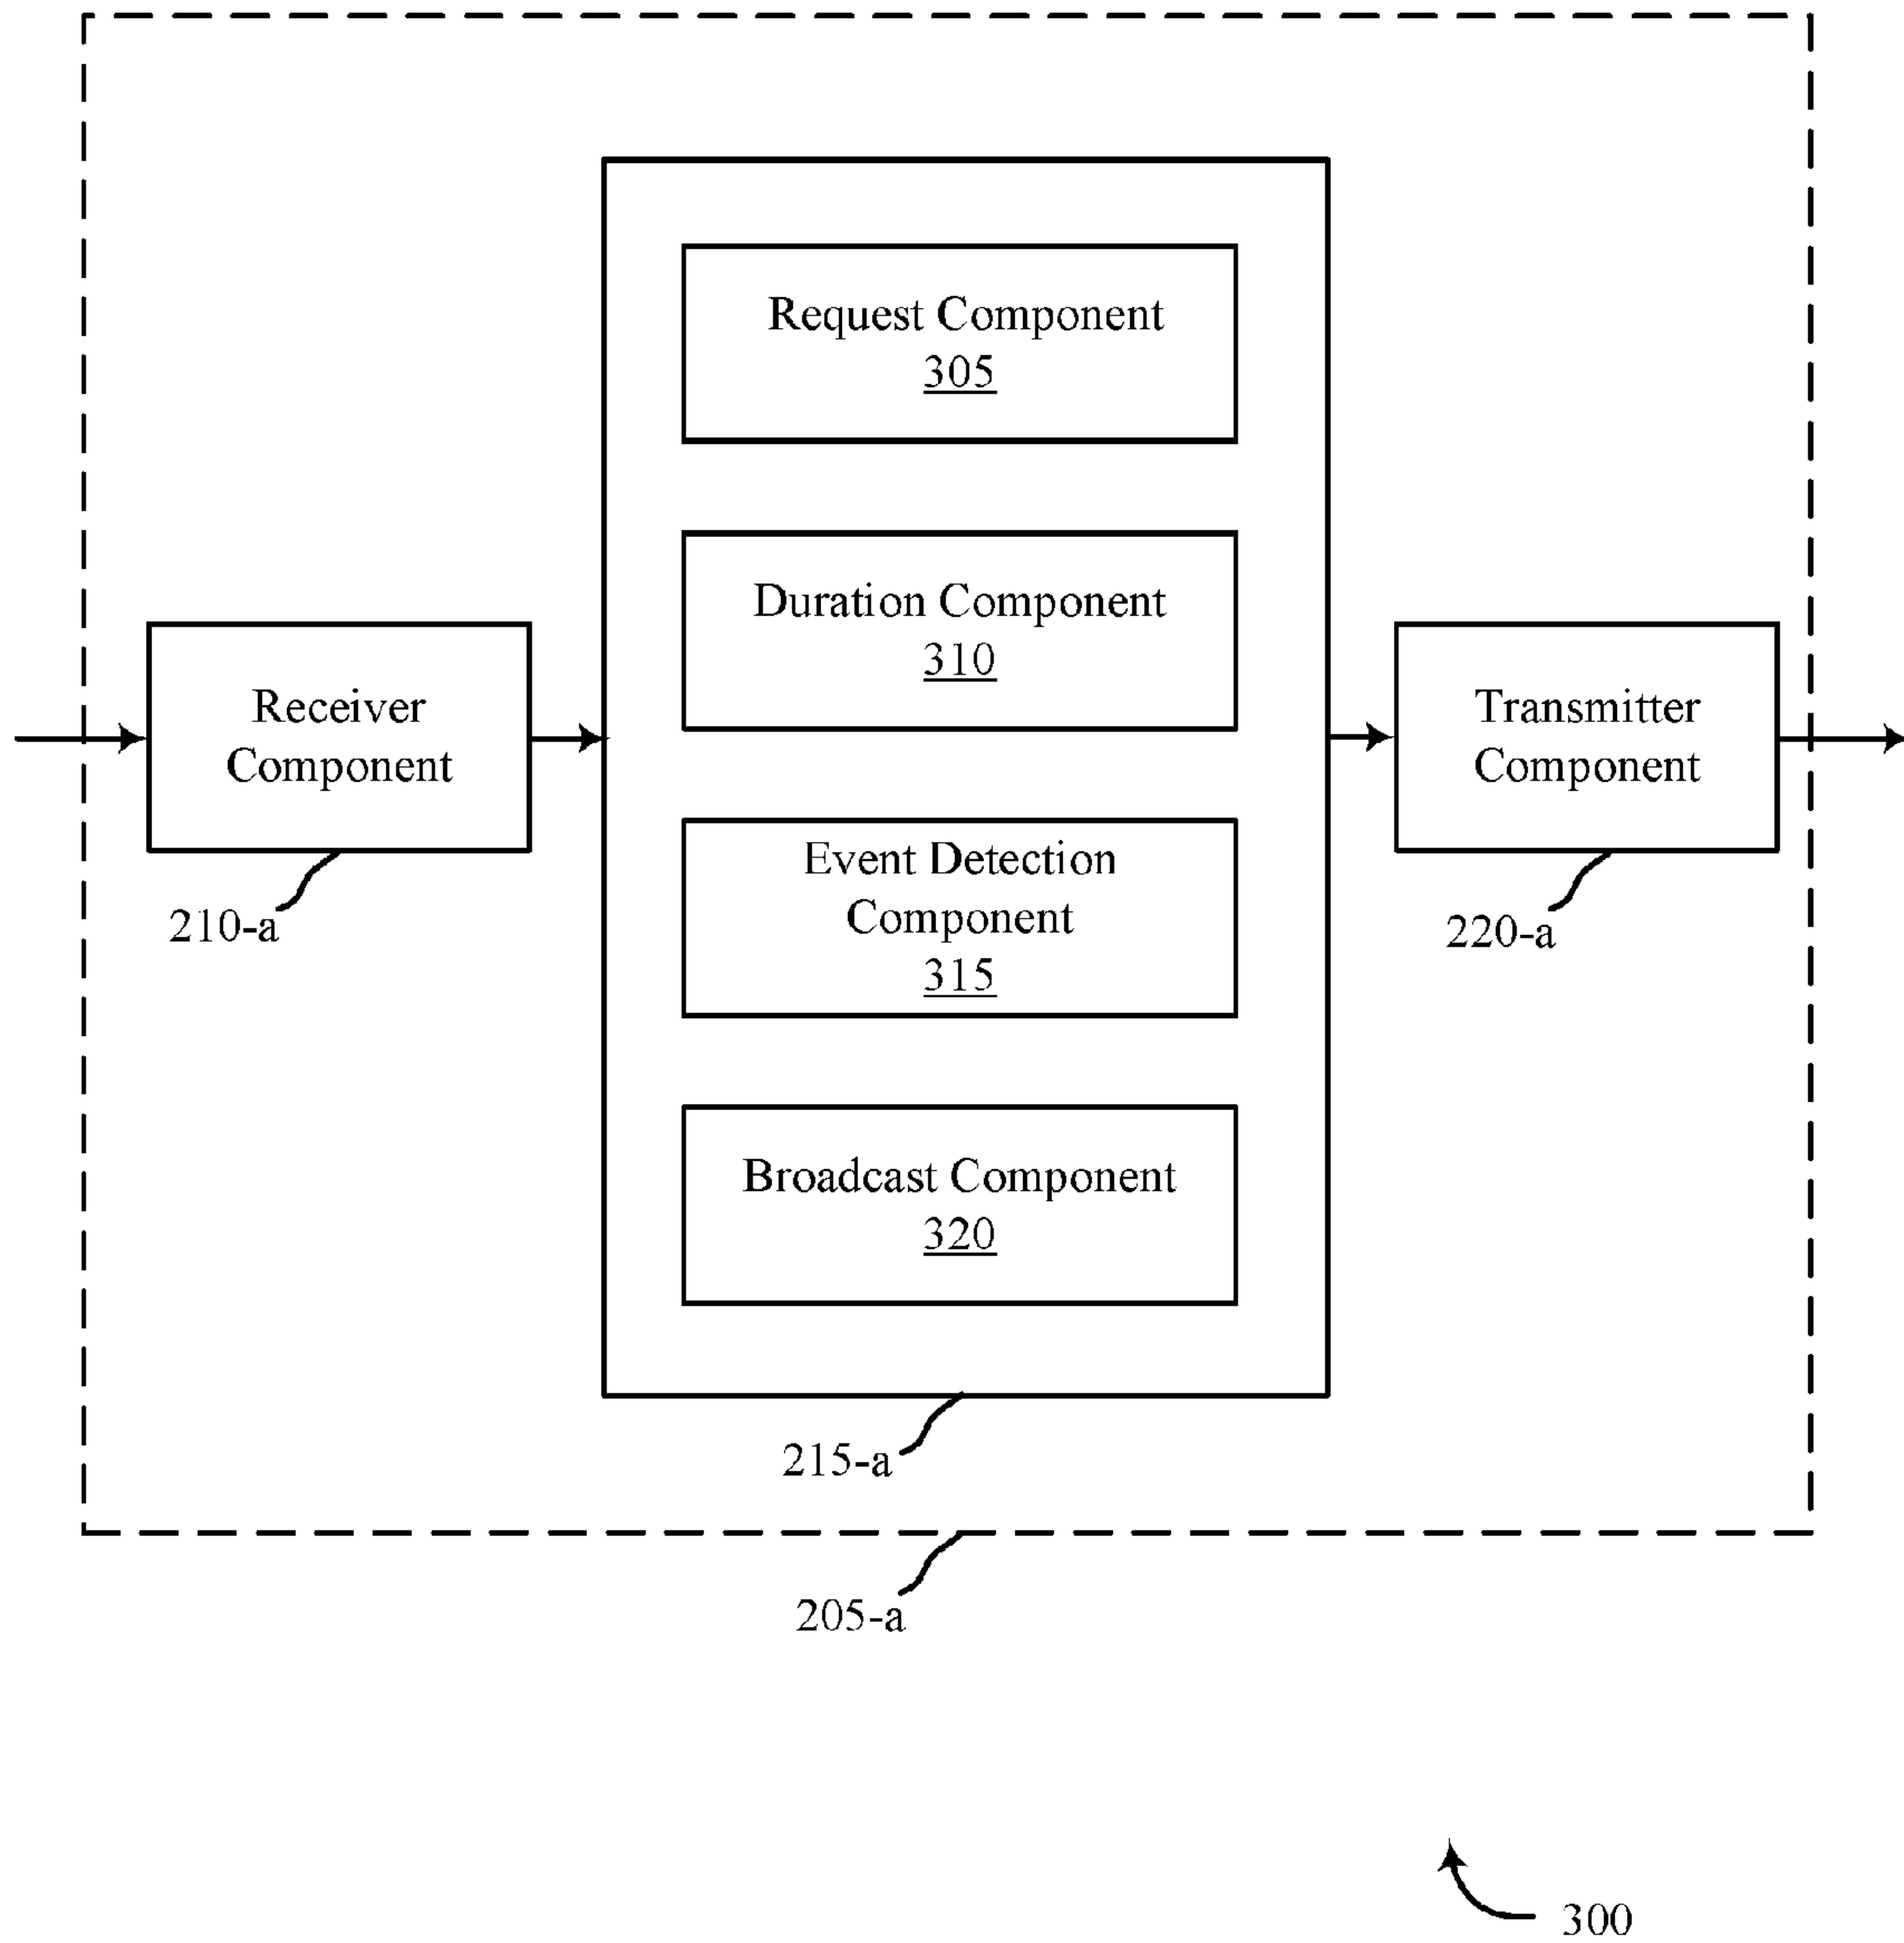 Request Component
305
Duration Component
310
Receiver
Component
210-a
Event Detection
Component
315
Transmitter
Component
220-a
Broadcast Component
320
215-a
205-a
300